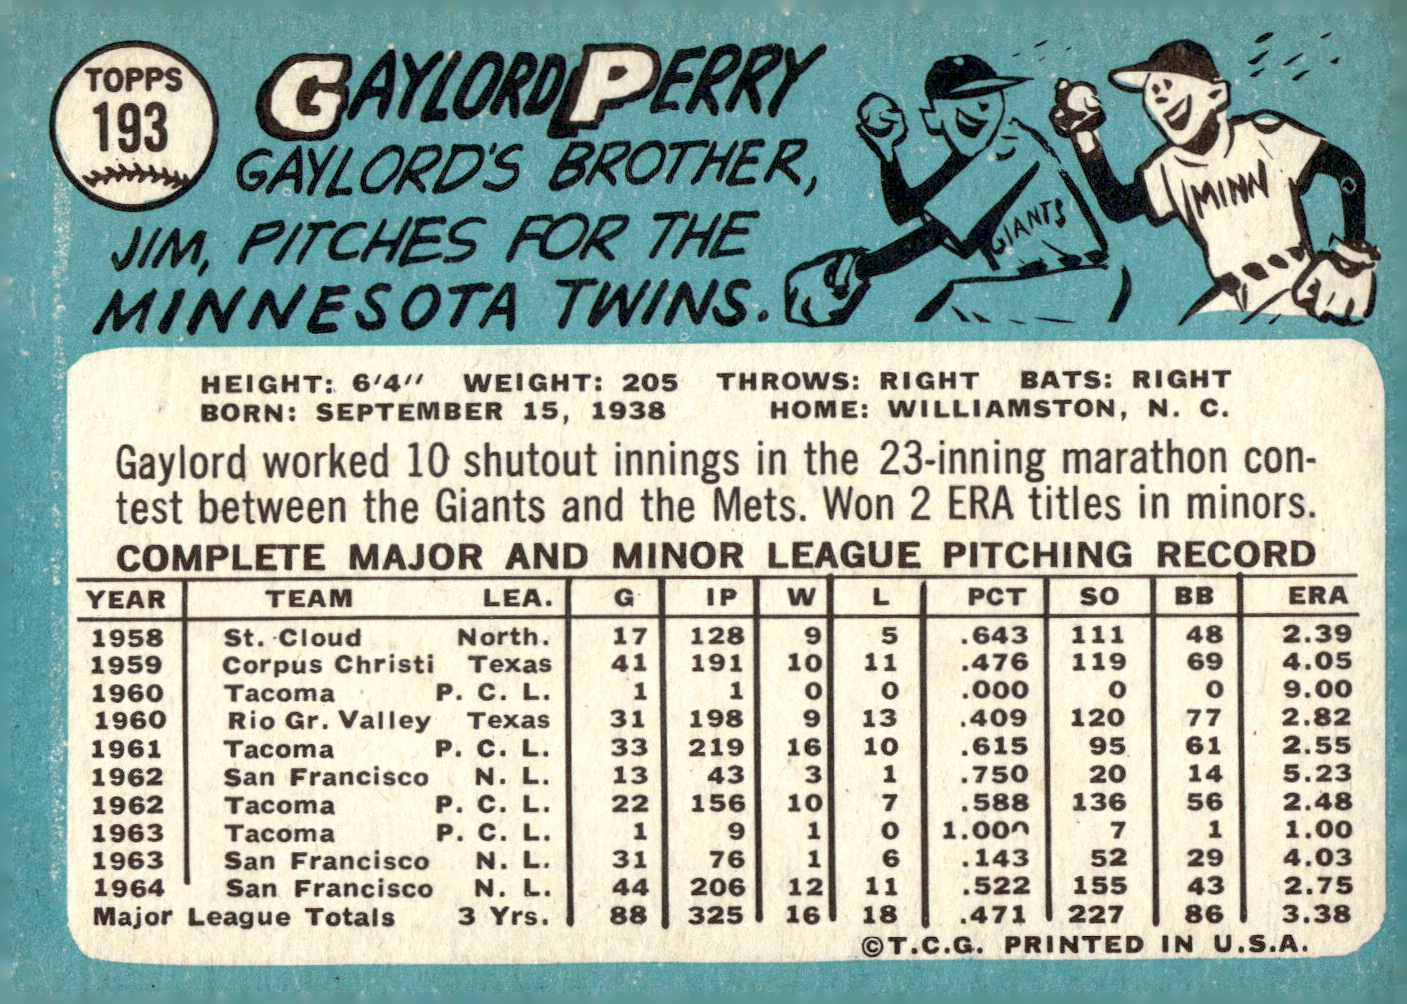 TOPPS
193
GAYLORD PERRY
GAYLORD'S BROTHER,
JIM, PITCHES FOR THE
MINNESOTA TWINS.
GIANTS
MINN
HEIGHT: 6'4" WEIGHT: 205 THROWS: RIGHT BATS: RIGHT
BORN: SEPTEMBER 15, 1938 HOME: WILLIAMSTON, N. C.
Gaylord worked 10 shutout innings in the 23-inning marathon con-
test between the Giants and the Mets. Won 2 ERA titles in minors.
COMPLETE MAJOR AND MINOR LEAGUE PITCHING RECORD
YEAR TEAM LEA. G IP W L PCT SO BB ERA
1958 St. Cloud North. 17 128 9 5 .643 111 48 2.39
1959 Corpus Christi Texas 41 191 10 11 .476 119 69 4.05
1960 Tacoma P. C. L. 1 1 0 0 .000 0 0 9.00
1960 Rio Gr. Valley Texas 31 198 9 13 .409 120 77 2.82
1961 Tacoma P. C. L. 33 219 16 10 .615 95 61 2.55
1962 San Francisco N. L. 13 43 3 1 .750 20 14 5.23
1962 Tacoma P. C. L. 22 156 10 7 .588 136 56 2.48
1963 Tacoma P. C. L. 1 9 1 0 1.000 7 1 1.00
1963 San Francisco N. L. 31 76 1 6 .143 52 29 4.03
1964 San Francisco N. L. 44 206 12 11 .522 155 43 2.75
Major League Totals 3 Yrs. 88 325 16 18 .471 227 86 3.38
©T.C.G. PRINTED IN U.S.A.